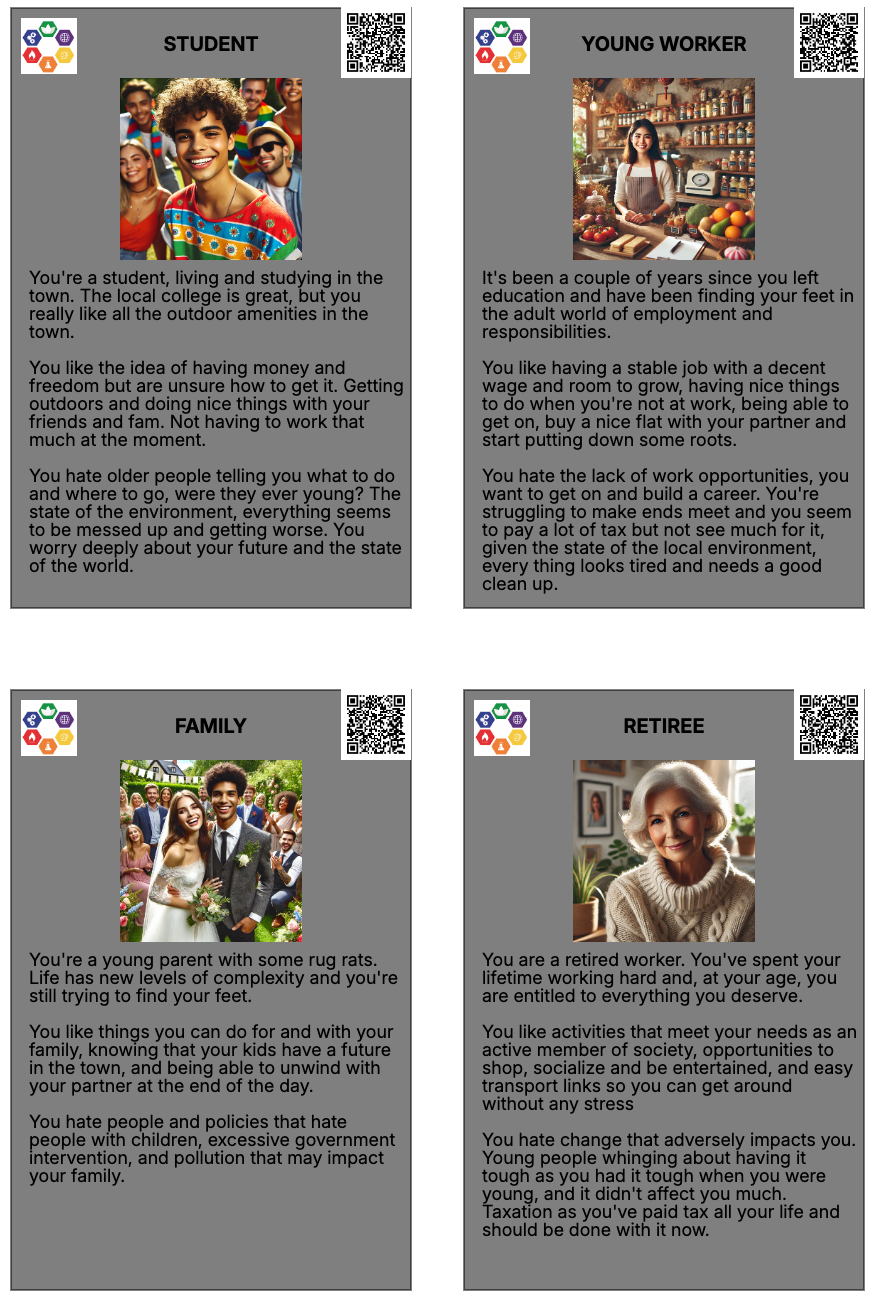 STUDENT
You're a student, living and studying in the
town. The local college is great, but you
really like all the outdoor amenities in the
town.
You like the idea of having money and
freedom but are unsure how to get it. Getting
outdoors and doing nice things with your
friends and fam. Not having to work that
much at the moment.
You hate older people telling you what to do
and where to go, were they ever young? The
state of the environment, everything seems
to be messed up and getting worse. You
worry deeply about your future and the state
of the world.
YOUNG WORKER
It's been a couple of years since you left
education and have been finding your feet in
the adult world of employment and
responsibilities.
You like having a stable job with a decent
wage and room to grow, having nice things
to do when you're not at work, being able to
get on, buy a nice flat with your partner and
start putting down some roots.
You hate the lack of work opportunities, you
want to get on and build a career. You're
struggling to make ends meet and you seem
to pay a lot of tax but not see much for it,
given the state of the local environment,
every thing looks tired and needs a good
clean up.
FAMILY
You're a young parent with some rug rats.
Life has new levels of complexity and you're
still trying to find your feet.
You like things you can do for and with your
family, knowing that your kids have a future
in the town, and being able to unwind with
your partner at the end of the day.
You hate people and policies that hate
people with children, excessive government
intervention, and pollution that may impact
your family.
RETIREE
You are a retired worker. You've spent your
lifetime working hard and, at your age, you
are entitled to everything you deserve.
You like activities that meet your needs as an
active member of society, opportunities to
shop, socialize and be entertained, and easy
transport links so you can get around
without any stress
You hate change that adversely impacts you.
Young people whinging about having it
tough as you had it tough when you were
young, and it didn't affect you much.
Taxation as you've paid tax all your life and
should be done with it now.